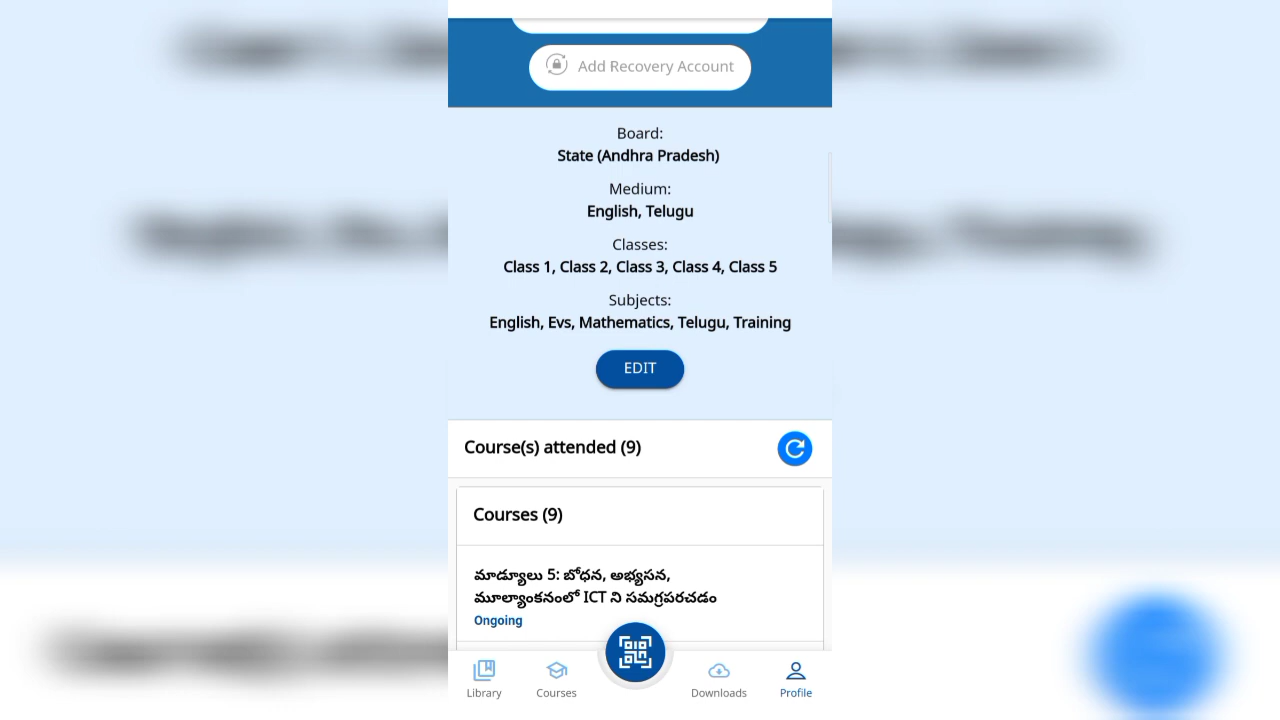 Add Recovery Account
Board:
State (Andhra Pradesh)
Medium:
English, Telugu
Classes:
Class 1, Class 2, Class 3, Class 4, Class 5
Subjects:
English, Evs, Mathematics, Telugu, Training
EDIT
Course(s) attended (9)
Courses (9)
మాడ్యూలు 5: బోధన, అభ్యసన,
మూల్యాంకనంలో ICT ని సమగ్రపరచడం
Ongoing
Library Courses Downloads Profile